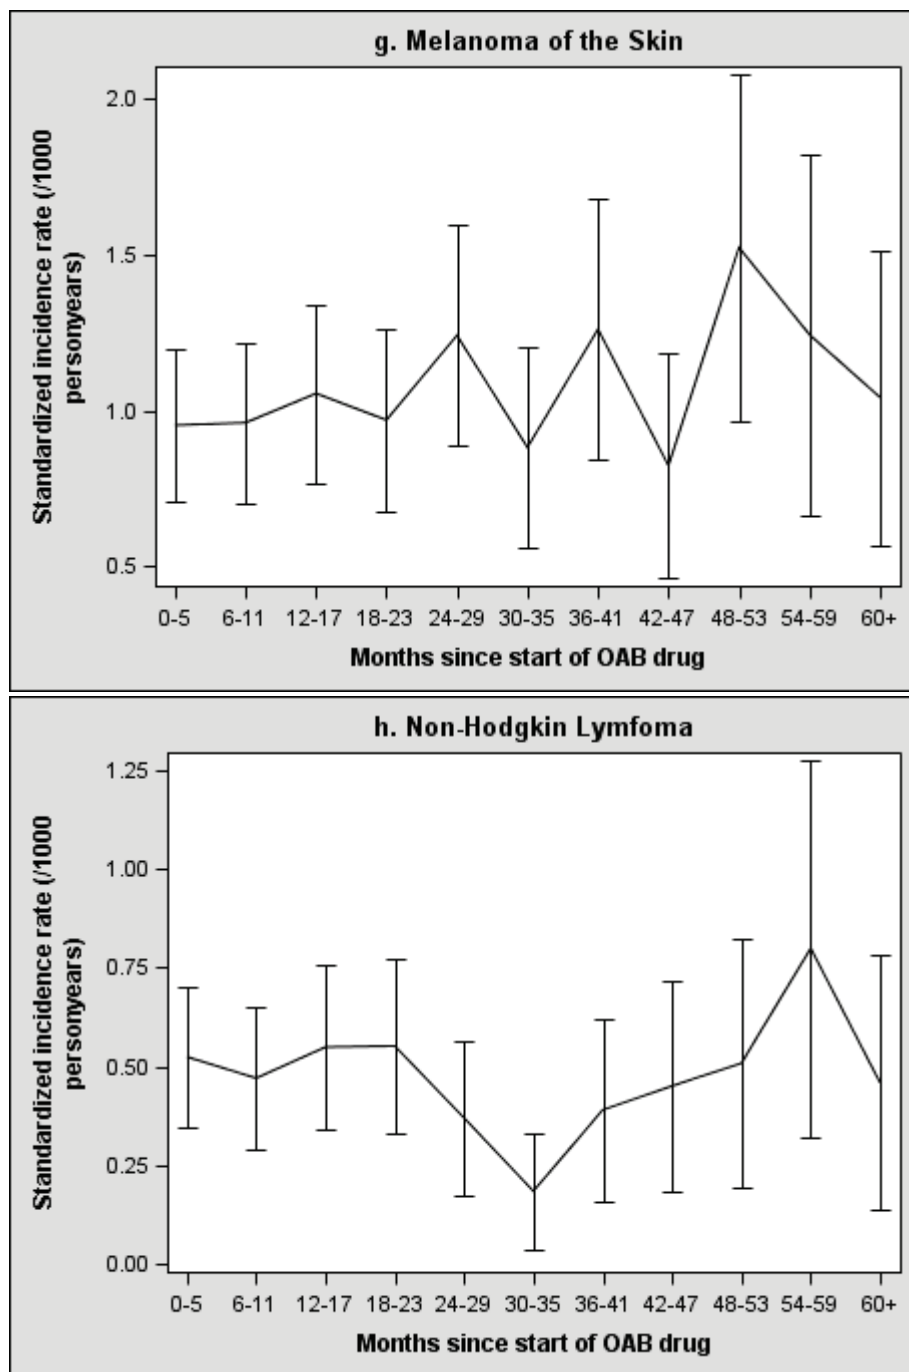 g. Melanoma of the Skin
Standardized incidence rate (/1000
personyears)
2.0
1.5
1.0
0.5
0-5 6-11 12-17 18-23 24-29 30-35 36-41 42-47 48-53 54-59 60+
Months since start of OAB drug
h. Non-Hodgkin Lymfoma
Standardized incidence rate (/1000
personyears)
1.25
1.00
0.75
0.50
0.25
0.00
0-5 6-11 12-17 18-23 24-29 30-35 36-41 42-47 48-53 54-59 60+
Months since start of OAB drug